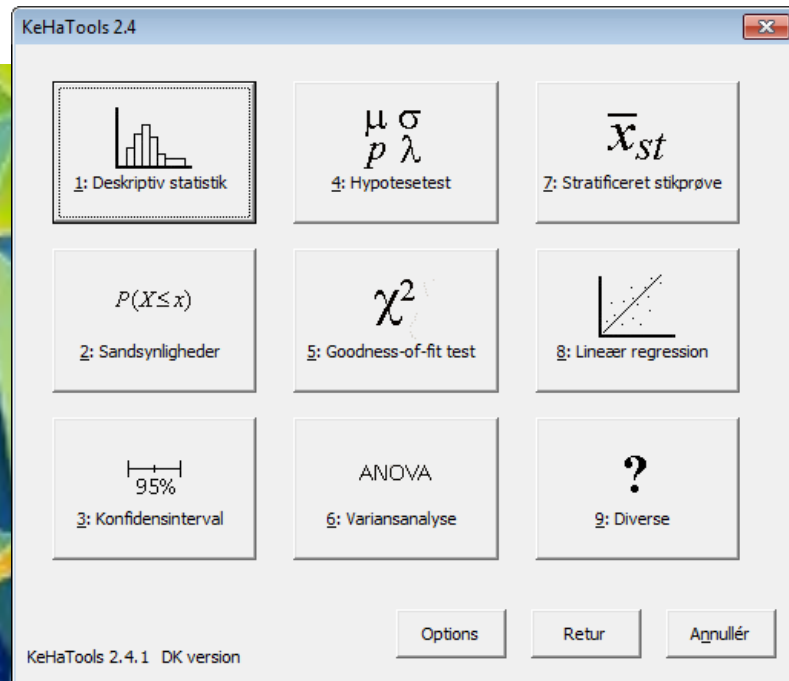 KeHaTools 2.4
1: Deskriptiv statistik
μ σ
p λ
4: Hypotesetest
x̅st
7: Stratificeret stikprøve
P(X≤x)
2: Sandsynligheder
χ²
5: Goodness-of-fit test
8: Lineær regression
95%
3: Konfidensinterval
ANOVA
6: Variansanalyse
?
9: Diverse
Options
Retur
Annullér
KeHaTools 2.4.1 DK version